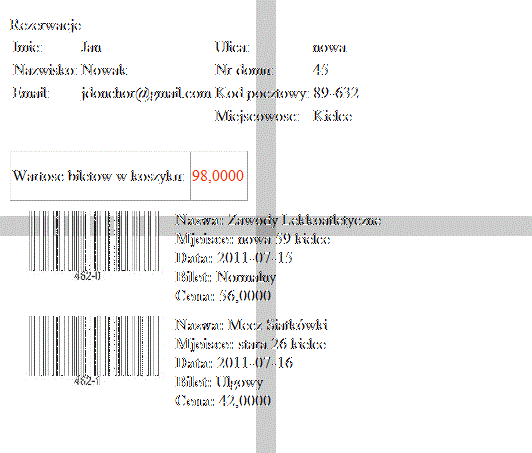 Rezerwacje
Imie: Jan Ulica: nowa
Nazwisko: Nowak Nr domu: 45
Email: jdonchor@gmail.com Kod pocztowy: 89-632
Miejscowosc: Kielce
Wartosc biletow w koszyku: 98,0000
Nazwa: Zawody Lekkoatletyczne
Mjeisce: nowa 59 kielce
Data: 2011-07-15
Bilet: Normalny
Cena: 56,0000
482-0
Nazwa: Mecz Siatkówki
Mjeisce: stara 26 kielce
Data: 2011-07-16
Bilet: Ulgowy
Cena: 42,0000
482-1